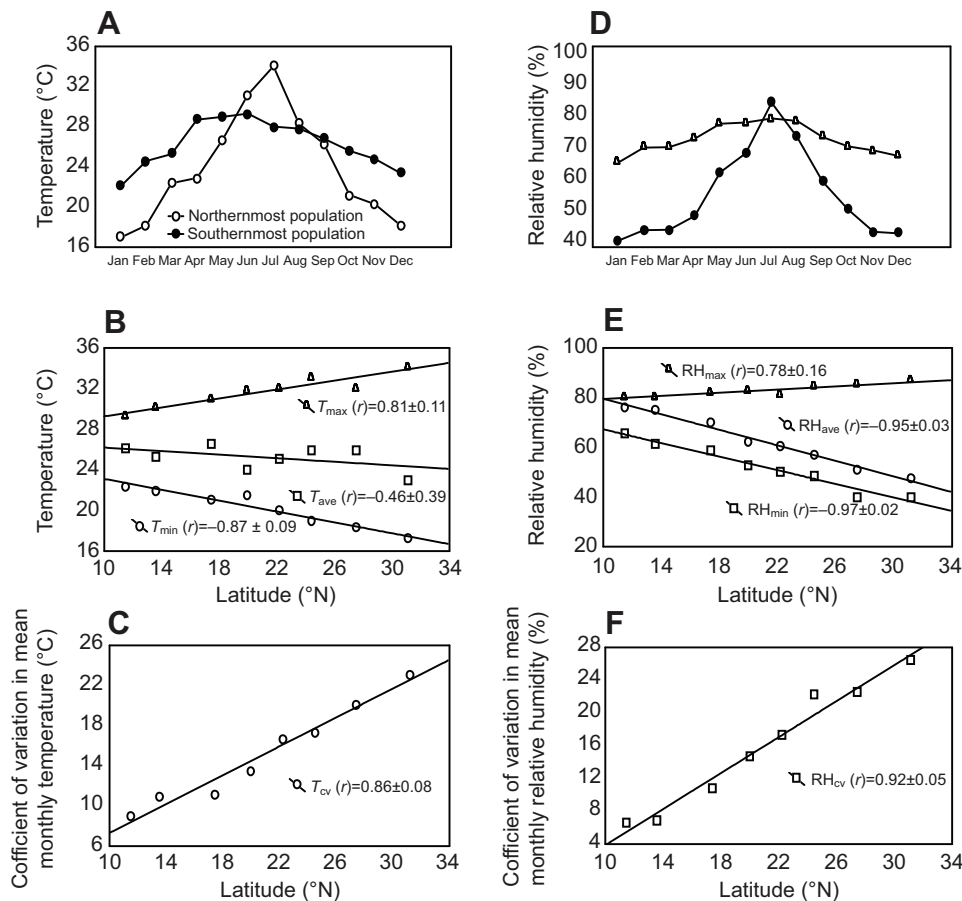 A
36
32
28
24
20
16
Temperature (°C)
Northernmost population
Southernmost population
Jan Feb Mar Apr May Jun Jul Aug Sep Oct Nov Dec
D
100
80
70
60
50
40
Relative humidity (%)
Jan Feb Mar Apr May Jun Jul Aug Sep Oct Nov Dec
B
36
32
28
24
20
16
Temperature (°C)
Tmax (r)=0.81±0.11
Tave (r)=–0.46±0.39
Tmin (r)=–0.87 ± 0.09
10 14 18 22 26 30 34
Latitude (°N)
E
100
80
60
40
20
Relative humidity (%)
RHmax (r)=0.78±0.16
RHave (r)=–0.95±0.03
RHmin (r)=–0.97±0.02
10 14 18 22 26 30 34
Latitude (°N)
C
26
22
18
14
10
6
Cofficient of variation in mean
monthly temperature (°C)
Tcv (r)=0.86±0.08
10 14 18 22 26 30 34
Latitude (°N)
F
28
24
20
16
12
8
4
Cofficient of variation in mean
monthly relative humidity (%)
RHcv (r)=0.92±0.05
10 14 18 22 26 30 34
Latitude (°N)